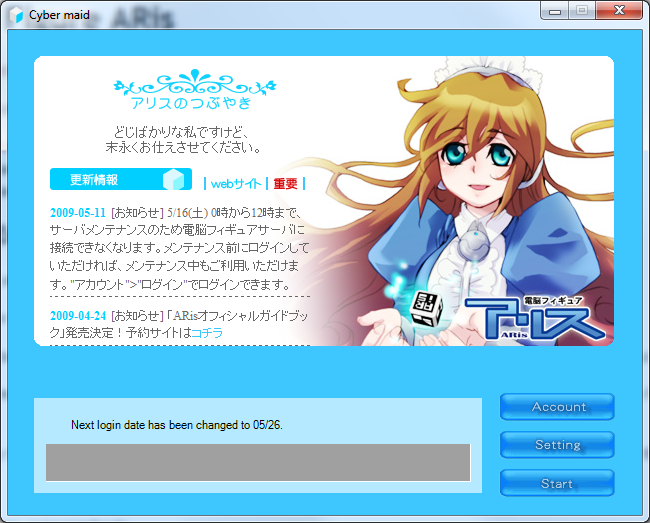 Cyber maid
アリスのつぶやき
どじばかりな私ですけど、
末永くお仕えさせてください。
更新情報
| webサイト | 重要 |
2009-05-11 [お知らせ] 5/16(土) 0時から12時まで、
サーバメンテナンスのため電脳フィギュアサーバに
接続できなくなります。メンテナンス前にログインして
いただければ、メンテナンス中もご利用いただけま
す。"アカウント">"ログイン"でログインできます。
2009-04-24 [お知らせ] 「ARisオフィシャルガイドブッ
ク」発売決定！予約サイトはコチラ
電脳フィギュア
アリス
ARis
Next login date has been changed to 05/26.
Account
Setting
Start